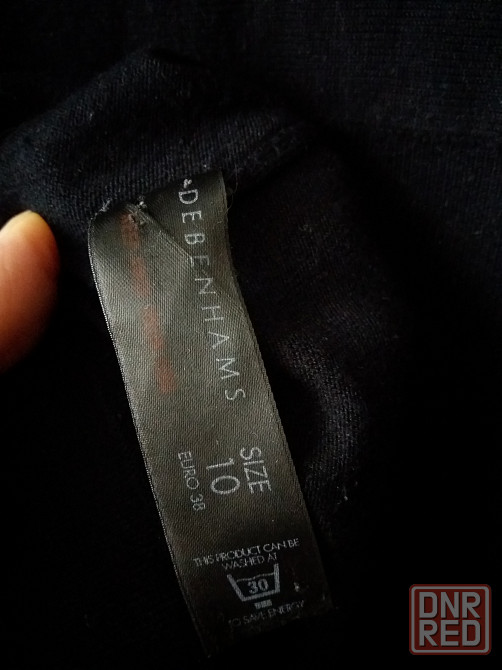 DEBENHAMS
SIZE
10
EURO 38
THIS PRODUCT CAN BE
WASHED AT
30
TO SAVE ENERGY
DNR
RED